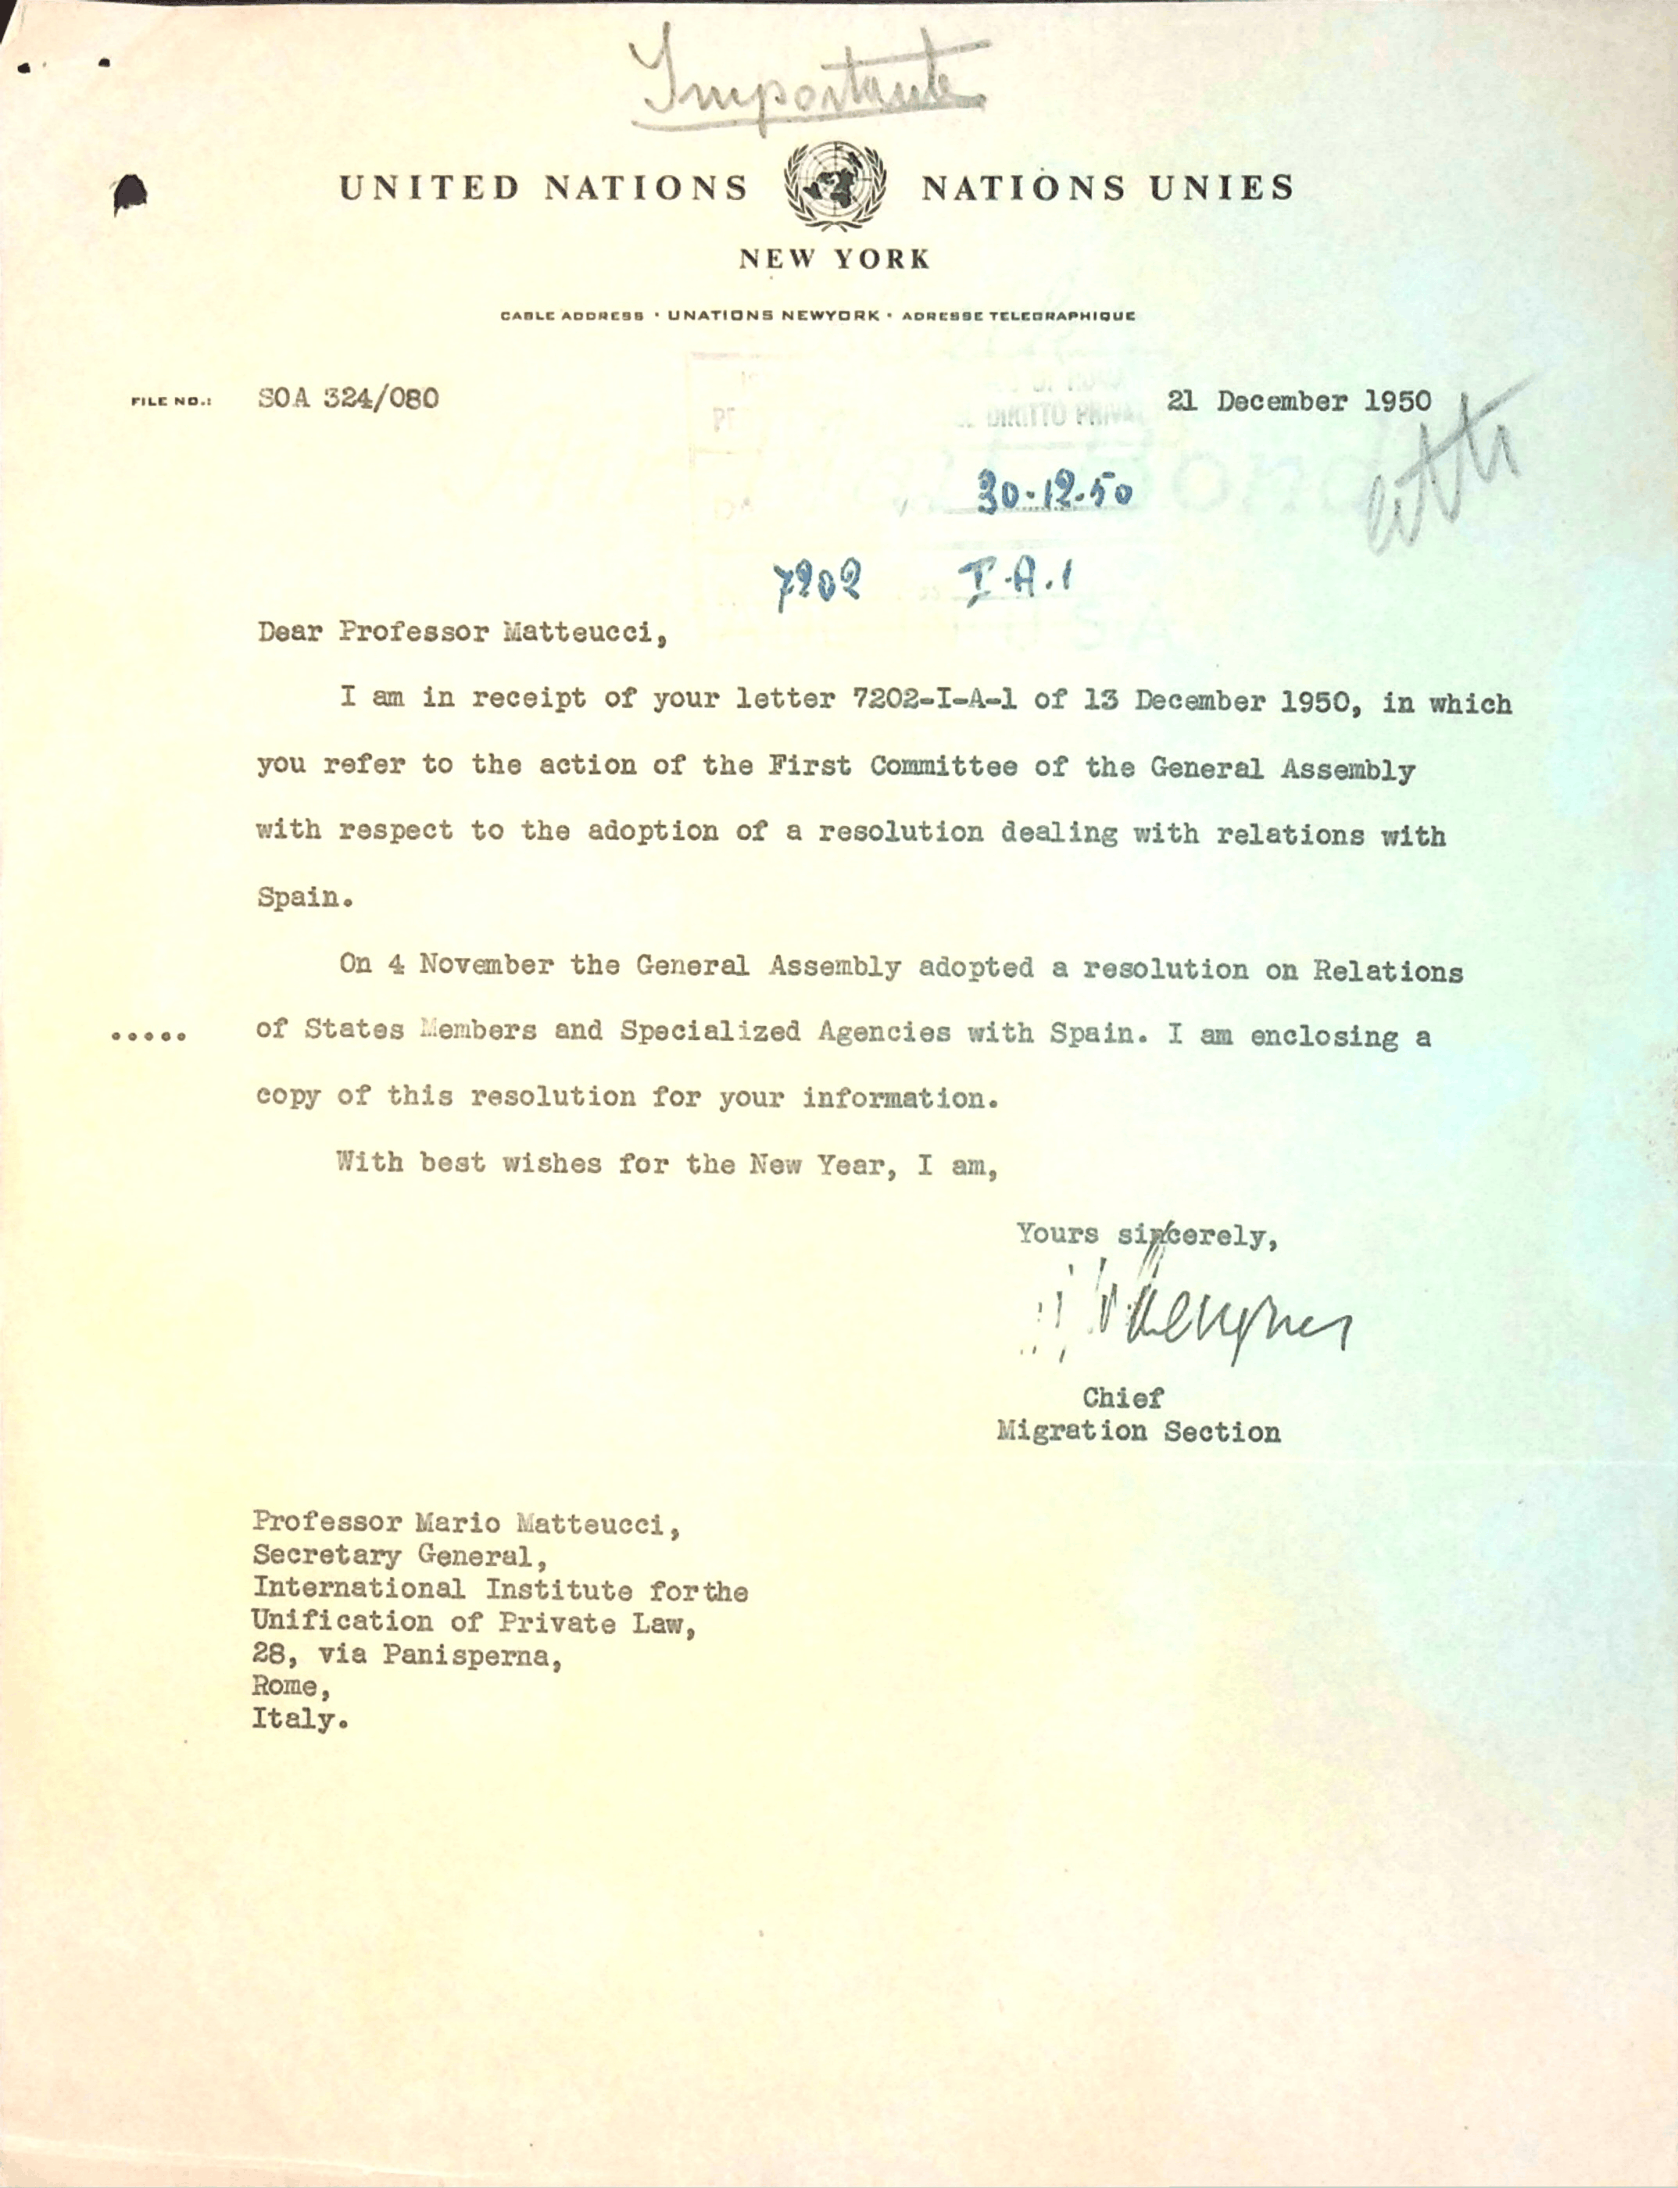 Importante
UNITED NATIONS NATIONS UNIES
NEW YORK
CABLE ADDRESS • UNATIONS NEWYORK • ADRESSE TELEGRAPHIQUE
FILE NO.: SOA 324/080 21 December 1950
DIRITTO PRIVA
30-12-50
7202 I-A.1
Dear Professor Matteucci,
I am in receipt of your letter 7202-I-A-1 of 13 December 1950, in which
you refer to the action of the First Committee of the General Assembly
with respect to the adoption of a resolution dealing with relations with
Spain.
On 4 November the General Assembly adopted a resolution on Relations
..... of States Members and Specialized Agencies with Spain. I am enclosing a
copy of this resolution for your information.
With best wishes for the New Year, I am,
Yours sincerely,
Chief
Migration Section
Professor Mario Matteucci,
Secretary General,
International Institute for the
Unification of Private Law,
28, via Panisperna,
Rome,
Italy.